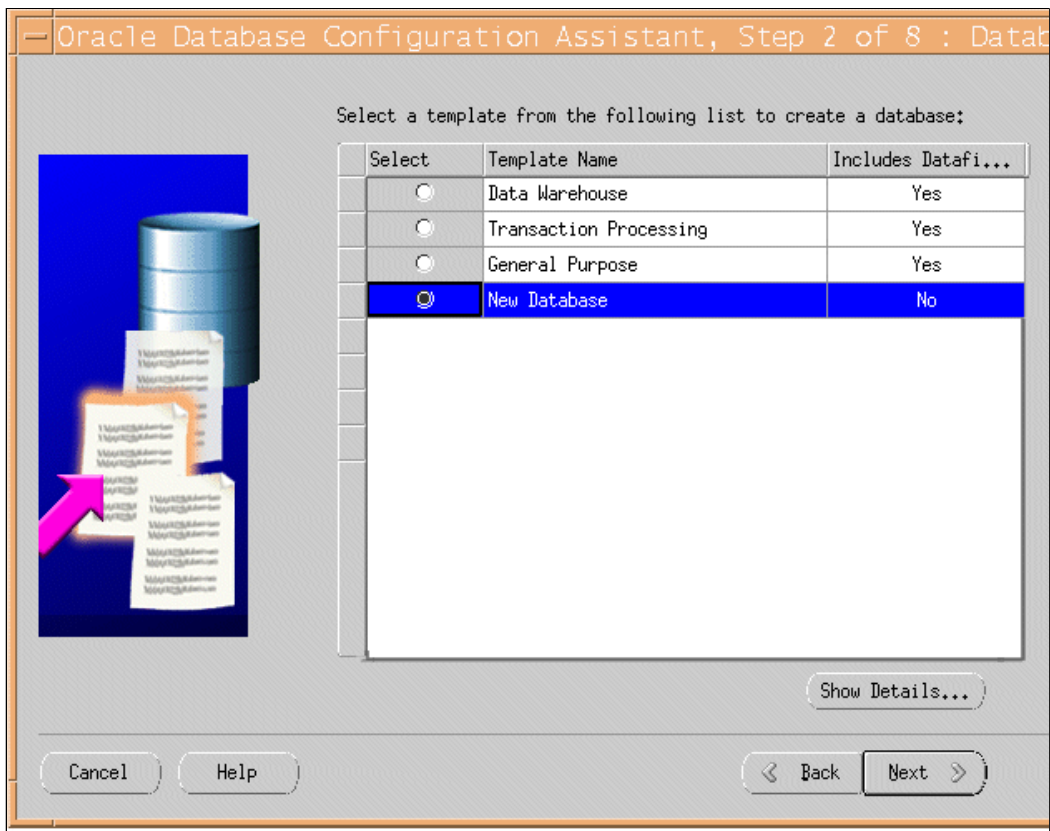 Oracle Database Configuration Assistant, Step 2 of 8 : Datab
Select a template from the following list to create a database:
Select Template Name Includes Datafi...
Data Warehouse Yes
Transaction Processing Yes
General Purpose Yes
New Database No
Show Details...
Cancel Help Back Next